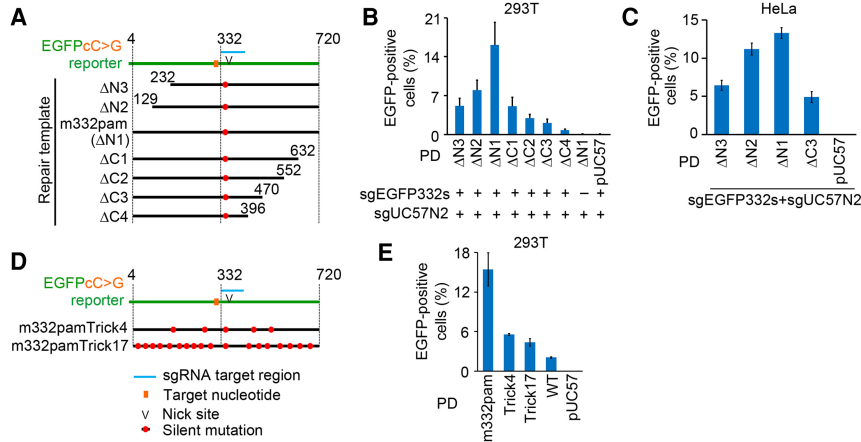 A
4 332 720
EGFPcC>G
reporter
V
Repair template
232
ΔN3
129
ΔN2
m332pam
(ΔN1)
632
ΔC1
552
ΔC2
470
ΔC3
396
ΔC4
B
293T
EGFP-positive
cells (%)
21
14
7
0
PD ΔN3 ΔN2 ΔN1 ΔC1 ΔC2 ΔC3 ΔC4 ΔN1 pUC57
sgEGFP332s + + + + + + + − +
sgUC57N2 + + + + + + + + +
C
HeLa
EGFP-positive
cells (%)
15
10
5
0
PD ΔN3 ΔN2 ΔN1 ΔC3 pUC57
sgEGFP332s+sgUC57N2
D
4 332 720
EGFPcC>G
reporter
V
m332pamTrick4
m332pamTrick17
sgRNA target region
Target nucleotide
V Nick site
Silent mutation
E
293T
EGFP-positive
cells (%)
18
12
6
0
PD m332pam Trick4 Trick17 WT pUC57